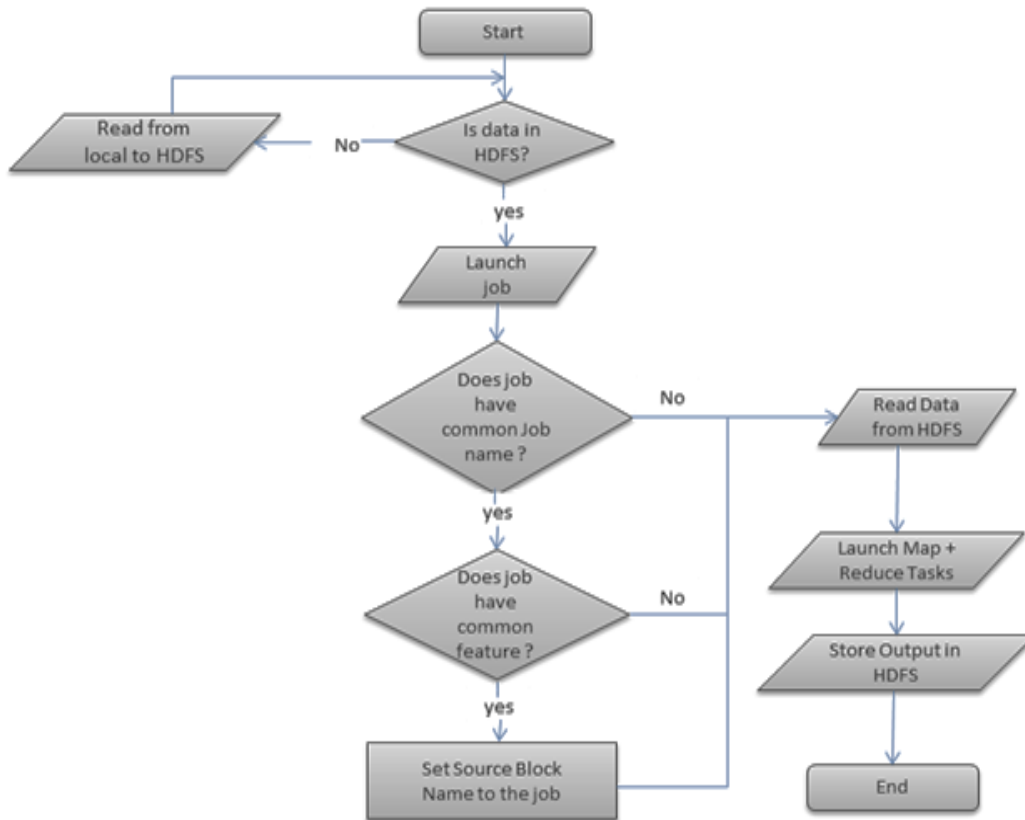 Start
Is data in
HDFS?
No
Read from
local to HDFS
yes
Launch
job
Does job
have
common Job
name ?
No
yes
Does job
have
common
feature ?
No
yes
Set Source Block
Name to the job
Read Data
from HDFS
Launch Map +
Reduce Tasks
Store Output in
HDFS
End